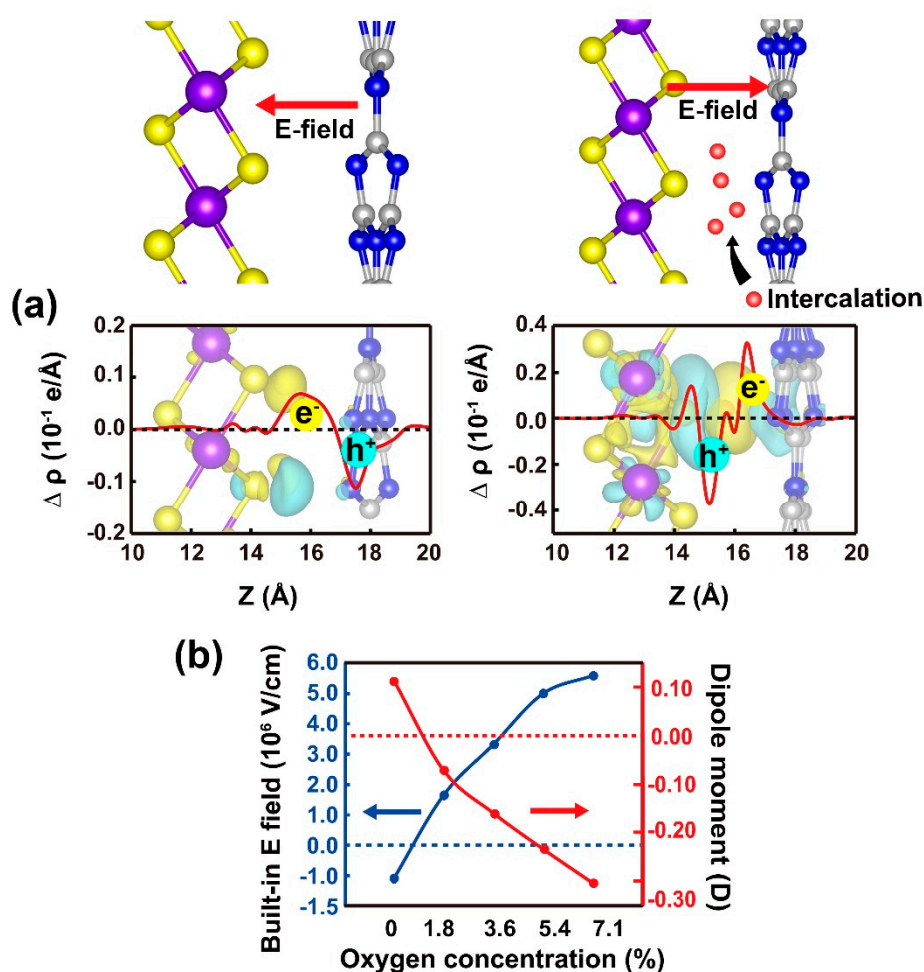 E-field
E-field
Intercalation
(a)
Δ ρ (10⁻¹ e/Å)
0.2
0.1
0.0
-0.1
-0.2
e⁻
h⁺
10 12 14 16 18 20
Z (Å)
Δ ρ (10⁻¹ e/Å)
0.4
0.2
0.0
-0.2
-0.4
e⁻
h⁺
10 12 14 16 18 20
Z (Å)
(b)
Built-in E field (10⁶ V/cm)
6.0
5.0
4.0
3.0
2.0
1.0
0.0
-1.0
-1.5
0.10
0.00
-0.10
-0.20
-0.30
Dipole moment (D)
0 1.8 3.6 5.4 7.1
Oxygen concentration (%)